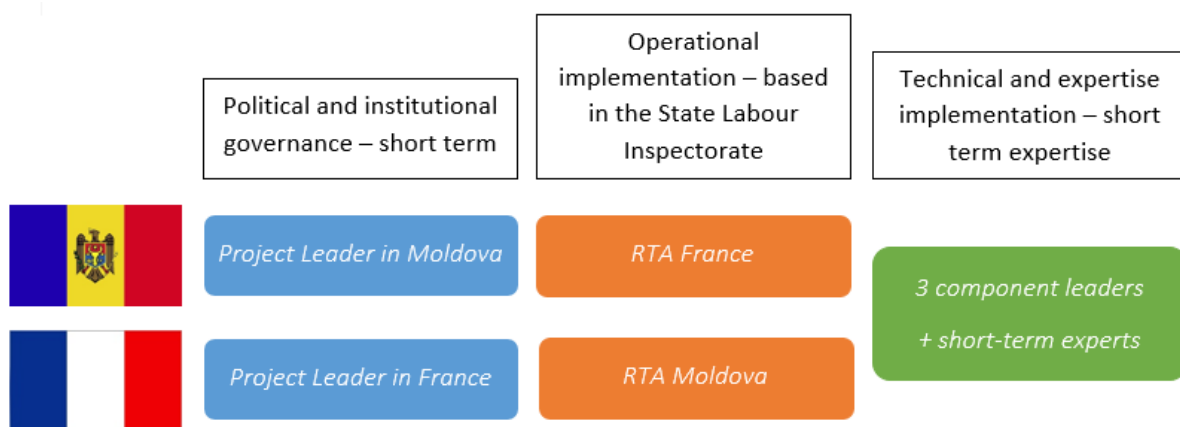 Political and institutional
governance – short term
Operational
implementation – based
in the State Labour
Inspectorate
Technical and expertise
implementation – short
term expertise
Project Leader in Moldova
RTA France
3 component leaders
+ short-term experts
Project Leader in France
RTA Moldova